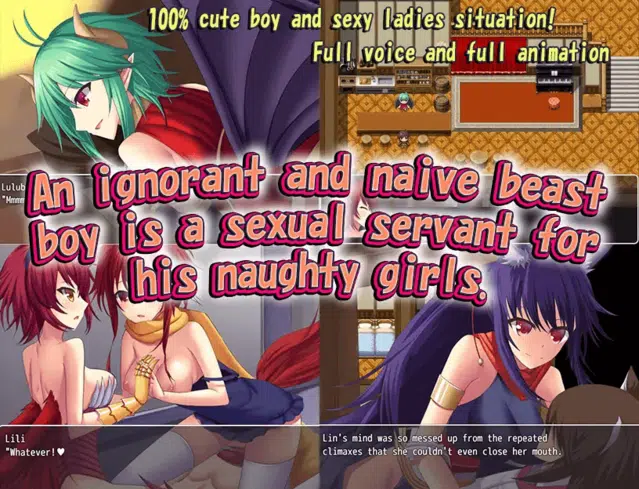 100% cute boy and sexy ladies situation!
Full voice and full animation
Lulub
"Mmmm
An ignorant and naive beast
boy is a sexual servant for
his naughty girls.
Lili
"Whatever!♥
Lin's mind was so messed up from the repeated
climaxes that she couldn't even close her mouth.